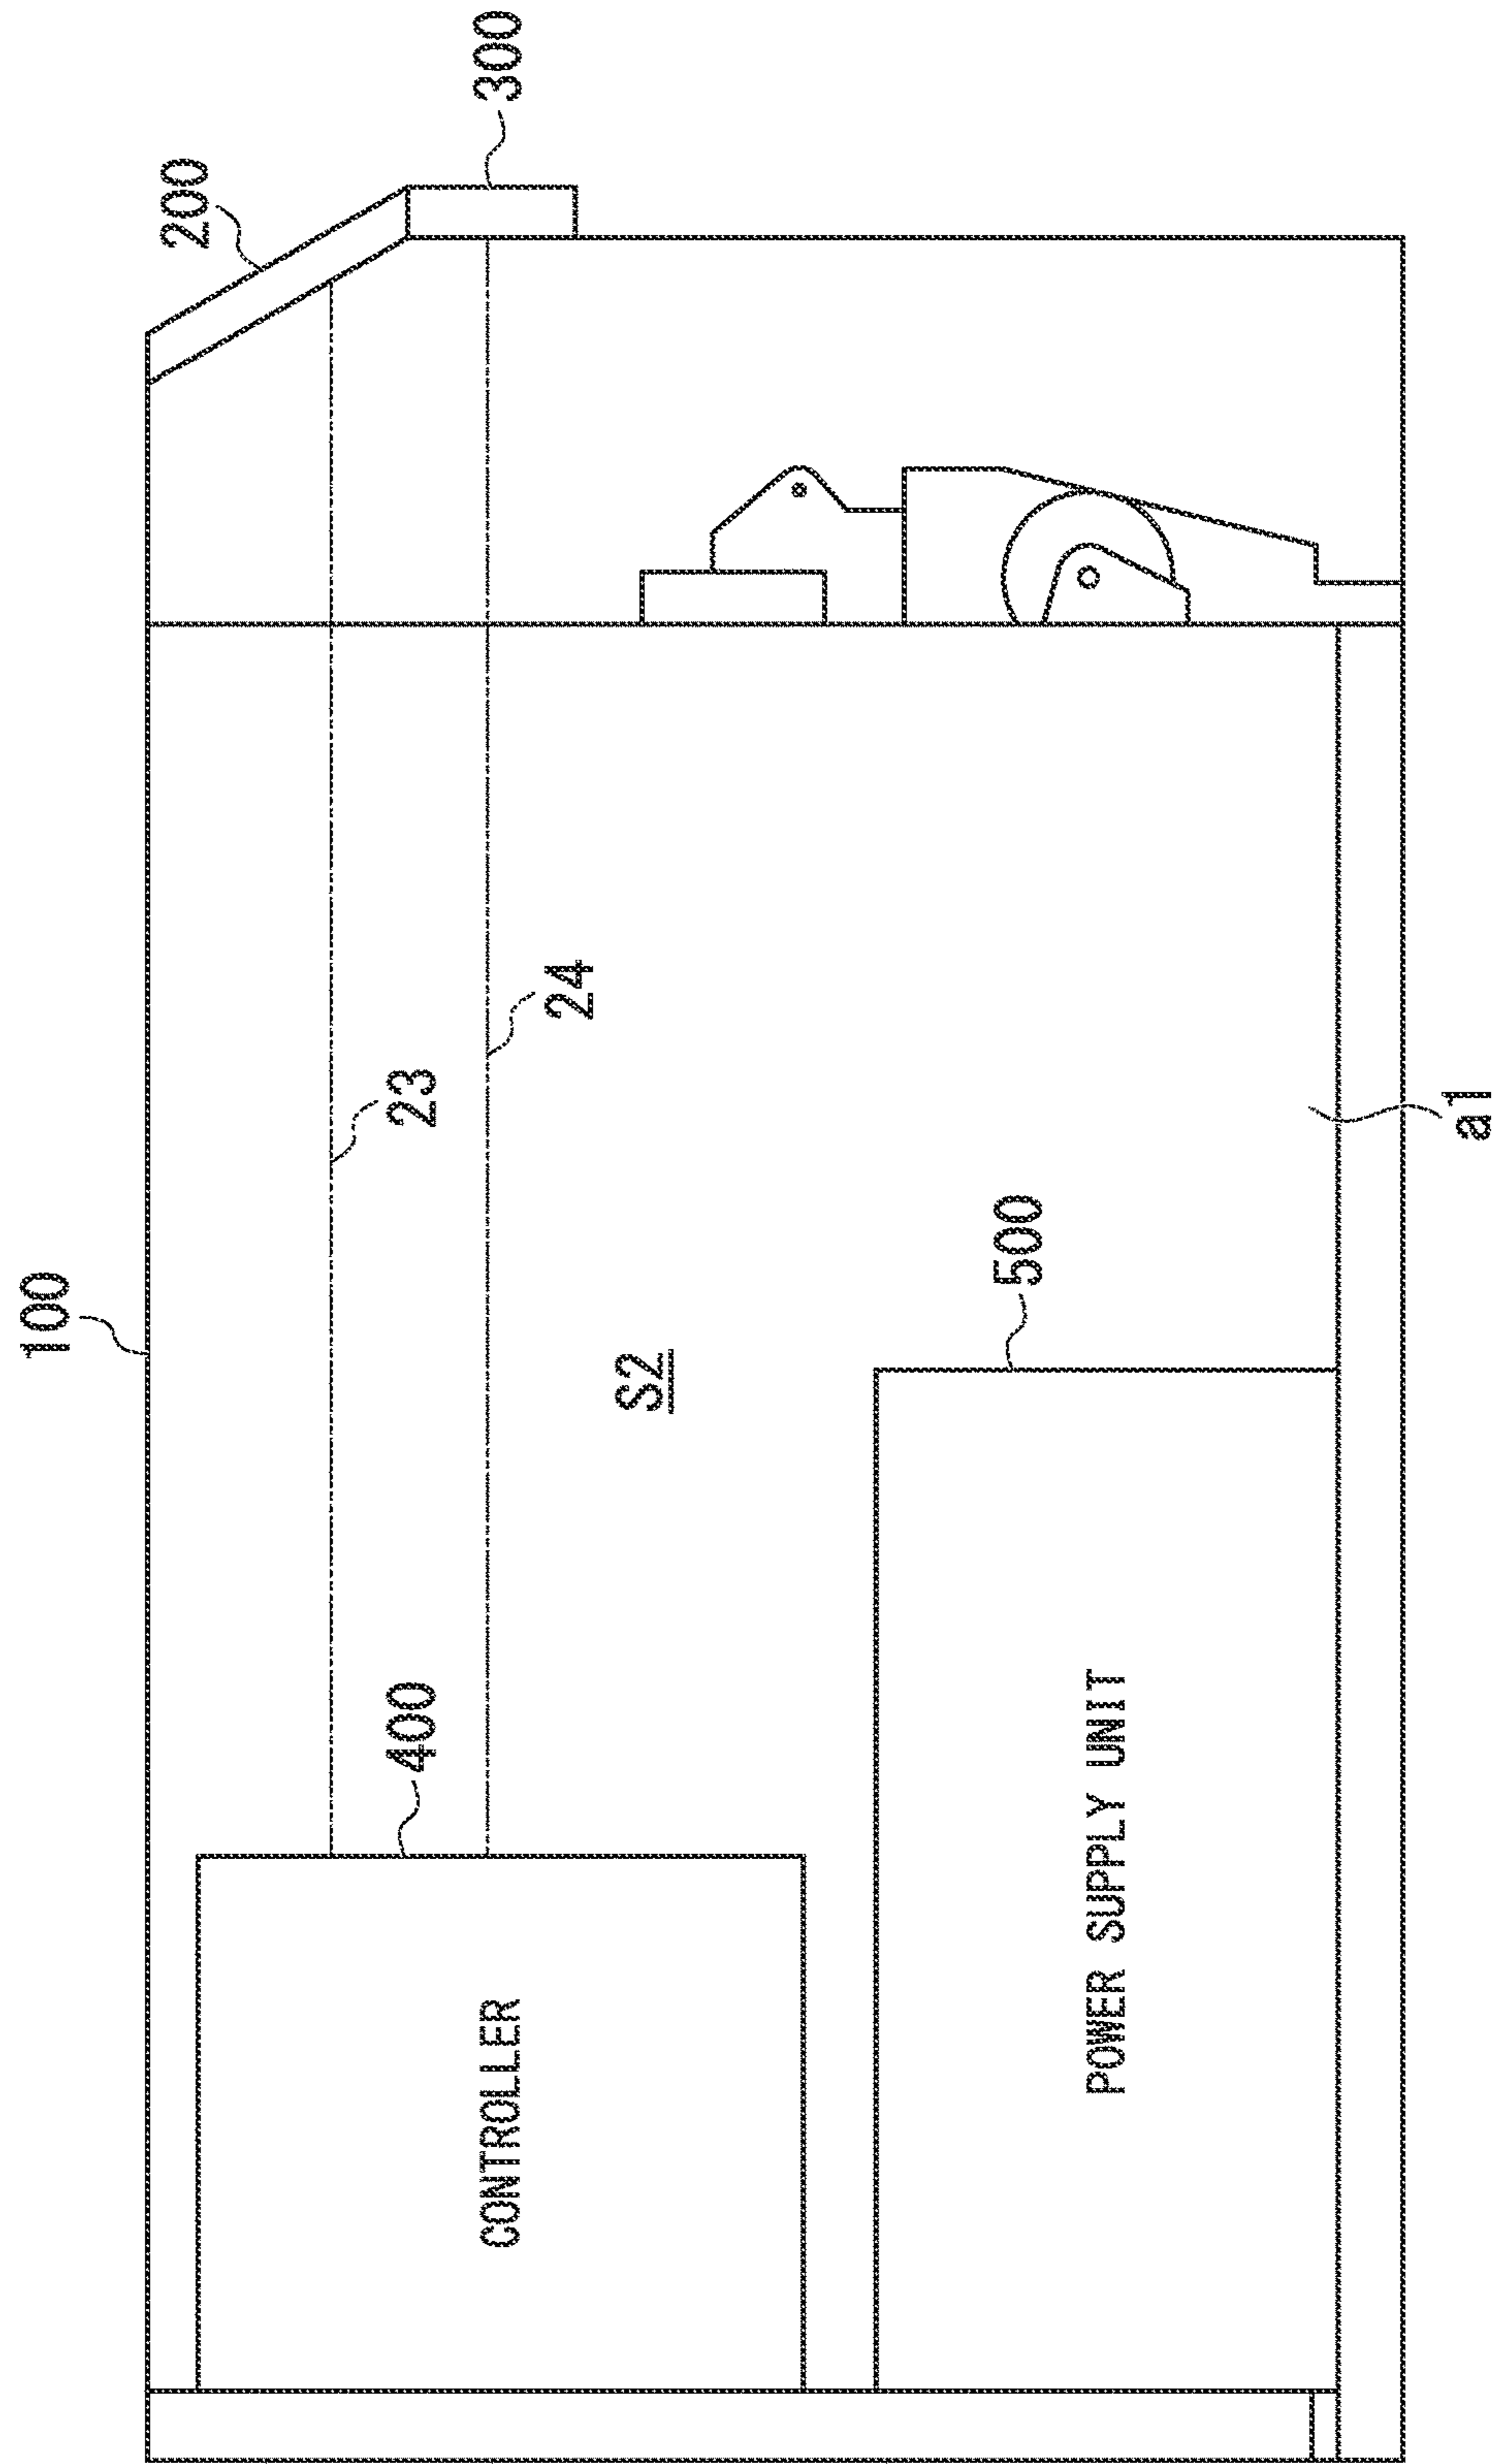 100
200
300
23
24
400
S2
500
CONTROLLER
POWER SUPPLY UNIT
a1